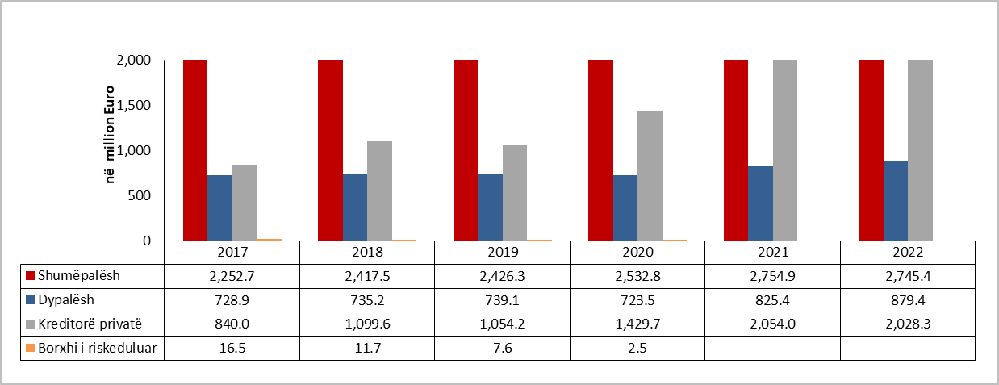 2,000
1,500
1,000
500
0
në million Euro
2017 2018 2019 2020 2021 2022
Shumëpalësh 2,252.7 2,417.5 2,426.3 2,532.8 2,754.9 2,745.4
Dypalësh 728.9 735.2 739.1 723.5 825.4 879.4
Kreditorë privatë 840.0 1,099.6 1,054.2 1,429.7 2,054.0 2,028.3
Borxhi i riskeduluar 16.5 11.7 7.6 2.5 - -